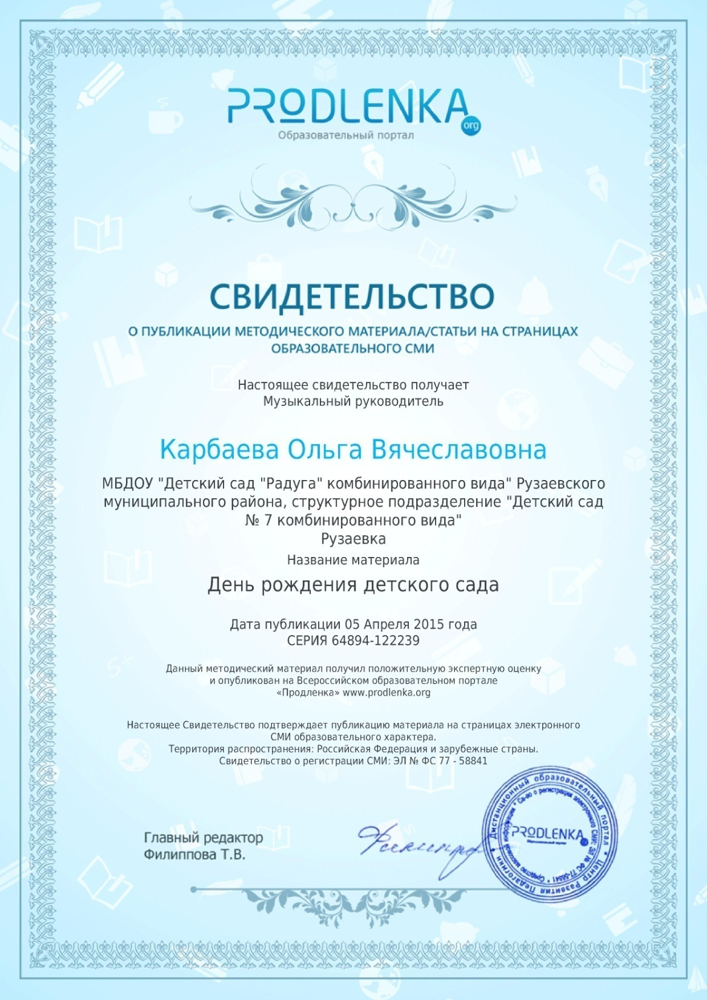 PRODLENKA
org
Образовательный портал
СВИДЕТЕЛЬСТВО
О ПУБЛИКАЦИИ МЕТОДИЧЕСКОГО МАТЕРИАЛА/СТАТЬИ НА СТРАНИЦАХ
ОБРАЗОВАТЕЛЬНОГО СМИ
Настоящее свидетельство получает
Музыкальный руководитель
Карбаева Ольга Вячеславовна
МБДОУ "Детский сад "Радуга" комбинированного вида" Рузаевского
муниципального района, структурное подразделение "Детский сад
№ 7 комбинированного вида"
Рузаевка
Название материала
День рождения детского сада
Дата публикации 05 Апреля 2015 года
СЕРИЯ 64894-122239
Данный методический материал получил положительную экспертную оценку
и опубликован на Всероссийском образовательном портале
«Продленка» www.prodlenka.org
Настоящее Свидетельство подтверждает публикацию материала на страницах электронного
СМИ образовательного характера.
Территория распространения: Российская Федерация и зарубежные страны.
Свидетельство о регистрации СМИ: ЭЛ № ФС 77 - 58841
Главный редактор
Филиппова Т.В.
Дистанционный образовательный портал * Центр Развития Педагогики *
Св-во о регистрации электронного СМИ: ЭЛ № ФС 77-58841 * Средство массовой информации *
PRODLENKA